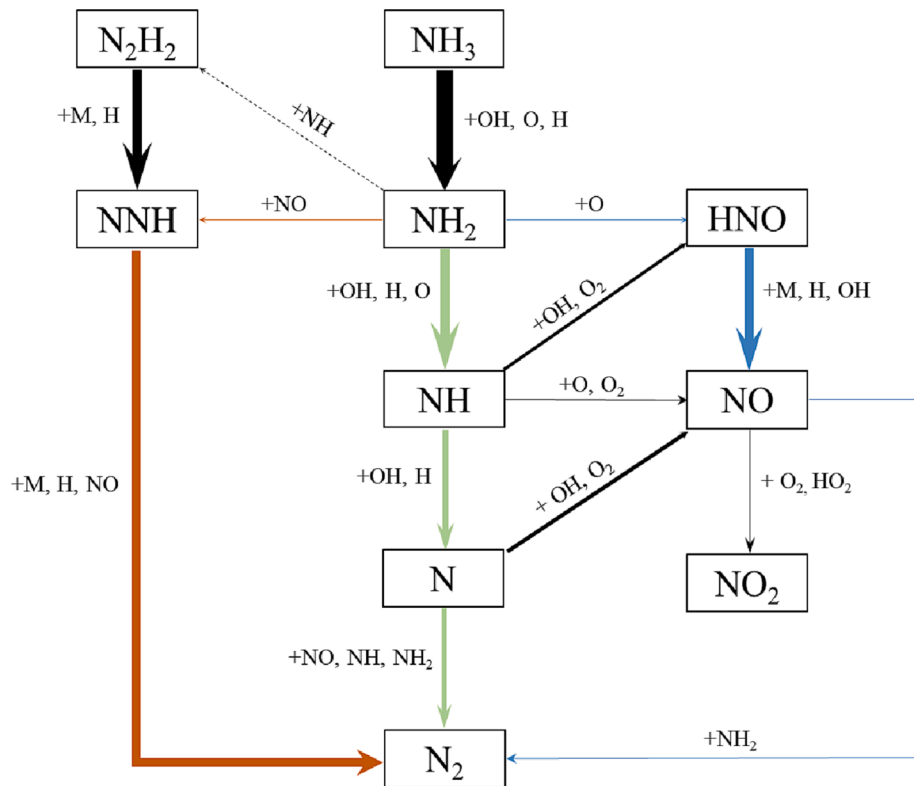 N₂H₂
NH₃
+M, H
+NH
+OH, O, H
NNH
+NO
NH₂
+O
HNO
+OH, H, O
+OH, O₂
+M, H, OH
NH
+O, O₂
NO
+M, H, NO
+OH, H
+ OH, O₂
+ O₂, HO₂
N
NO₂
+NO, NH, NH₂
+NH₂
N₂